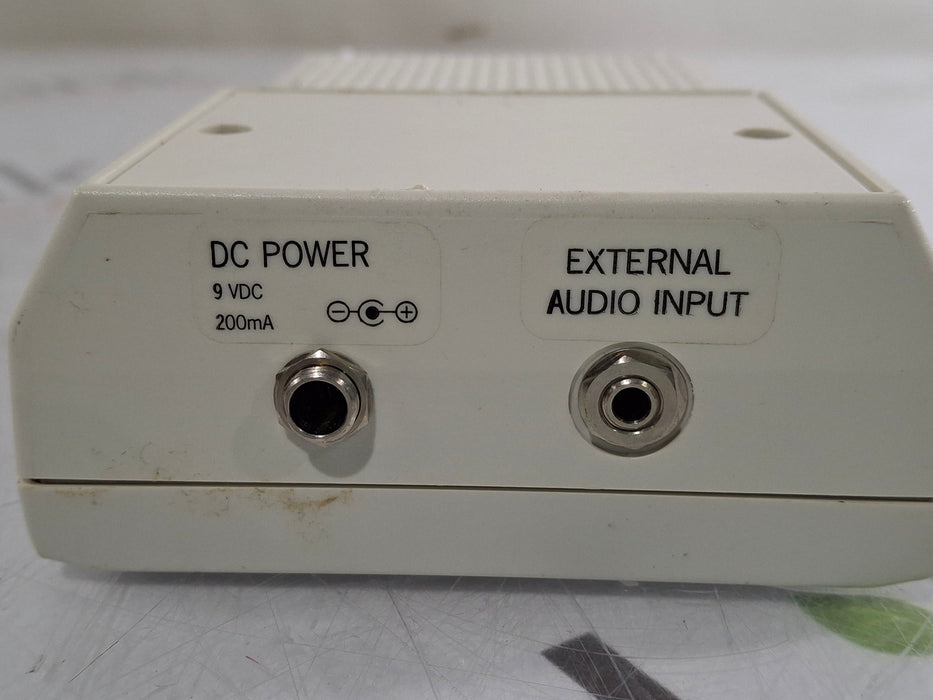 DC POWER
9 VDC
200mA
EXTERNAL
AUDIO INPUT